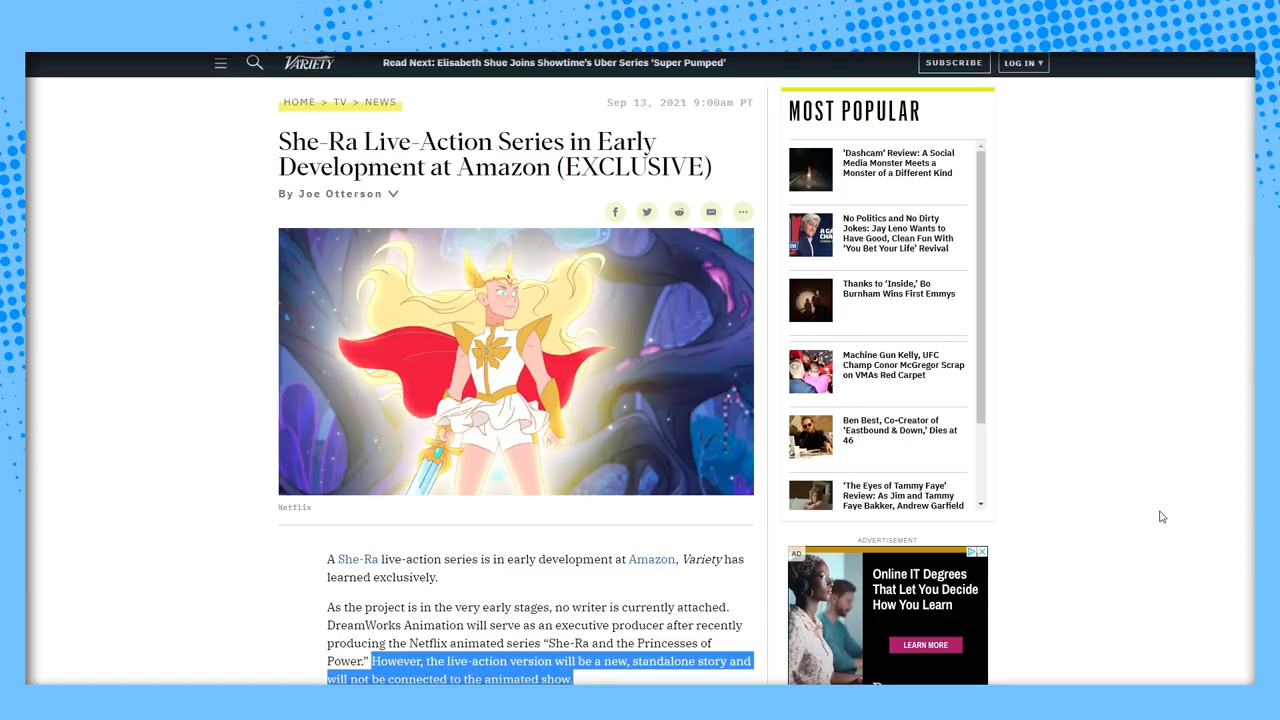 VARIETY
Read Next: Elisabeth Shue Joins Showtime's Uber Series 'Super Pumped'
SUBSCRIBE
LOG IN ▾
HOME > TV > NEWS
Sep 13, 2021 9:00am PT
She-Ra Live-Action Series in Early
Development at Amazon (EXCLUSIVE)
By Joe Otterson
Netflix
A She-Ra live-action series is in early development at Amazon, Variety has
learned exclusively.
As the project is in the very early stages, no writer is currently attached.
DreamWorks Animation will serve as an executive producer after recently
producing the Netflix animated series “She-Ra and the Princesses of
Power.” However, the live-action version will be a new, standalone story and
will not be connected to the animated show.
MOST POPULAR
'Dashcam' Review: A Social
Media Monster Meets a
Monster of a Different Kind
No Politics and No Dirty
Jokes: Jay Leno Wants to
Have Good, Clean Fun With
'You Bet Your Life' Revival
Thanks to 'Inside,' Bo
Burnham Wins First Emmys
Machine Gun Kelly, UFC
Champ Conor McGregor Scrap
on VMAs Red Carpet
Ben Best, Co-Creator of
'Eastbound & Down,' Dies at
46
'The Eyes of Tammy Faye'
Review: As Jim and Tammy
Faye Bakker, Andrew Garfield
ADVERTISEMENT
AD
Online IT Degrees
That Let You Decide
How You Learn
LEARN MORE